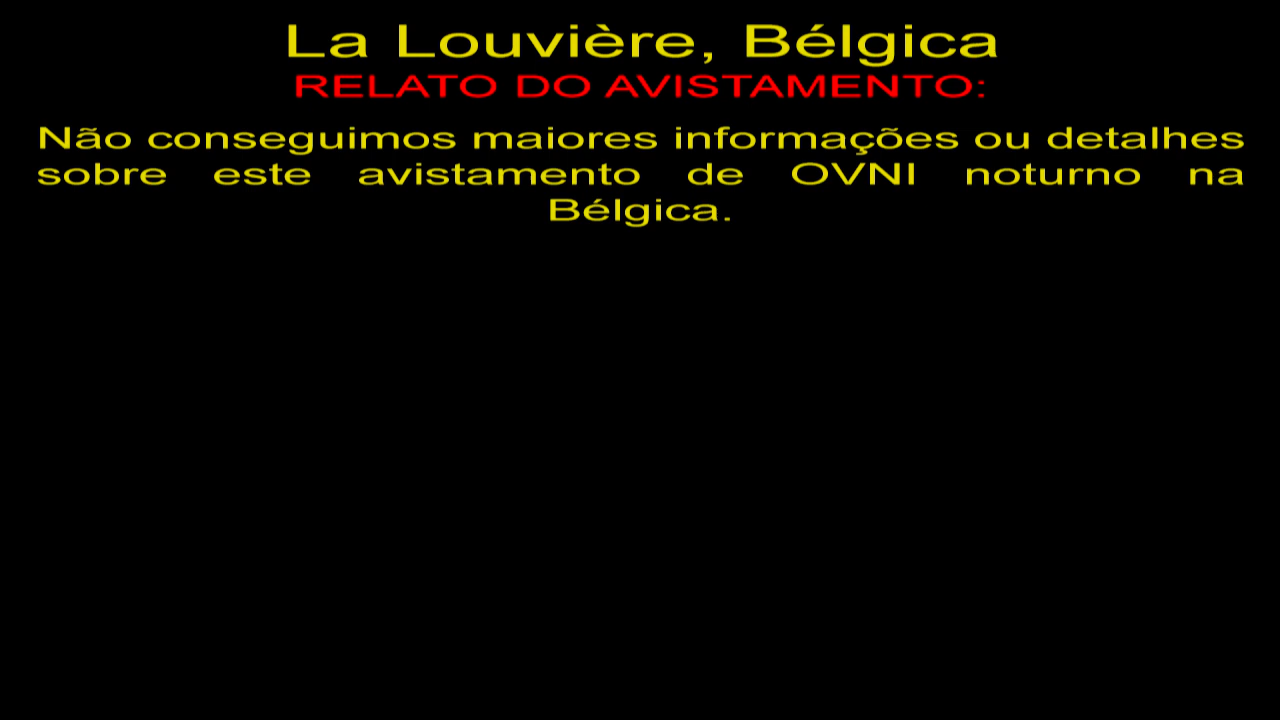 La Louvière, Bélgica
RELATO DO AVISTAMENTO:
Não conseguimos maiores informações ou detalhes
sobre este avistamento de OVNI noturno na
Bélgica.